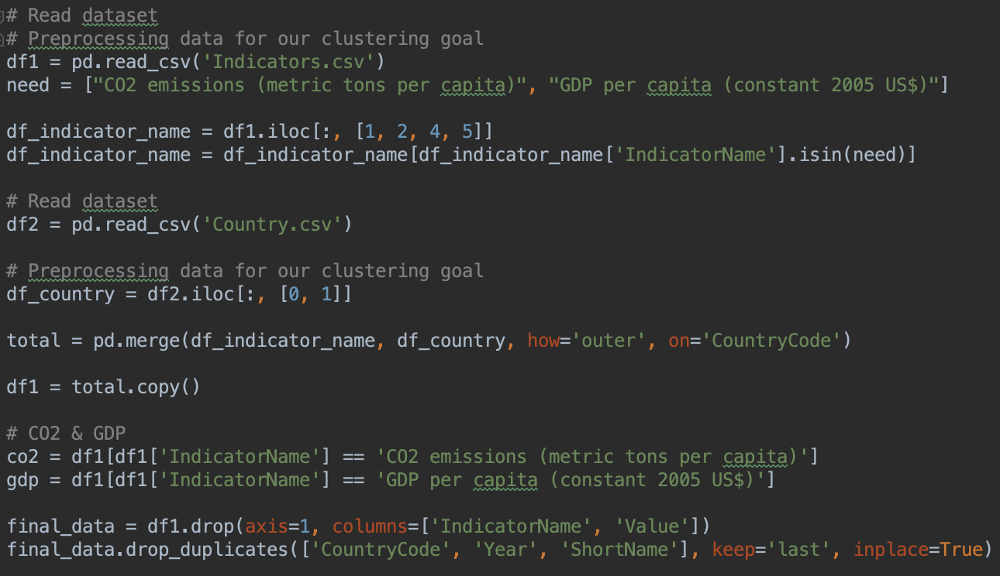 # Read dataset
# Preprocessing data for our clustering goal
df1 = pd.read_csv('Indicators.csv')
need = ["CO2 emissions (metric tons per capita)", "GDP per capita (constant 2005 US$)"]
df_indicator_name = df1.iloc[:, [1, 2, 4, 5]]
df_indicator_name = df_indicator_name[df_indicator_name['IndicatorName'].isin(need)]
# Read dataset
df2 = pd.read_csv('Country.csv')
# Preprocessing data for our clustering goal
df_country = df2.iloc[:, [0, 1]]
total = pd.merge(df_indicator_name, df_country, how='outer', on='CountryCode')
df1 = total.copy()
# CO2 & GDP
co2 = df1[df1['IndicatorName'] == 'CO2 emissions (metric tons per capita)']
gdp = df1[df1['IndicatorName'] == 'GDP per capita (constant 2005 US$)']
final_data = df1.drop(axis=1, columns=['IndicatorName', 'Value'])
final_data.drop_duplicates(['CountryCode', 'Year', 'ShortName'], keep='last', inplace=True)